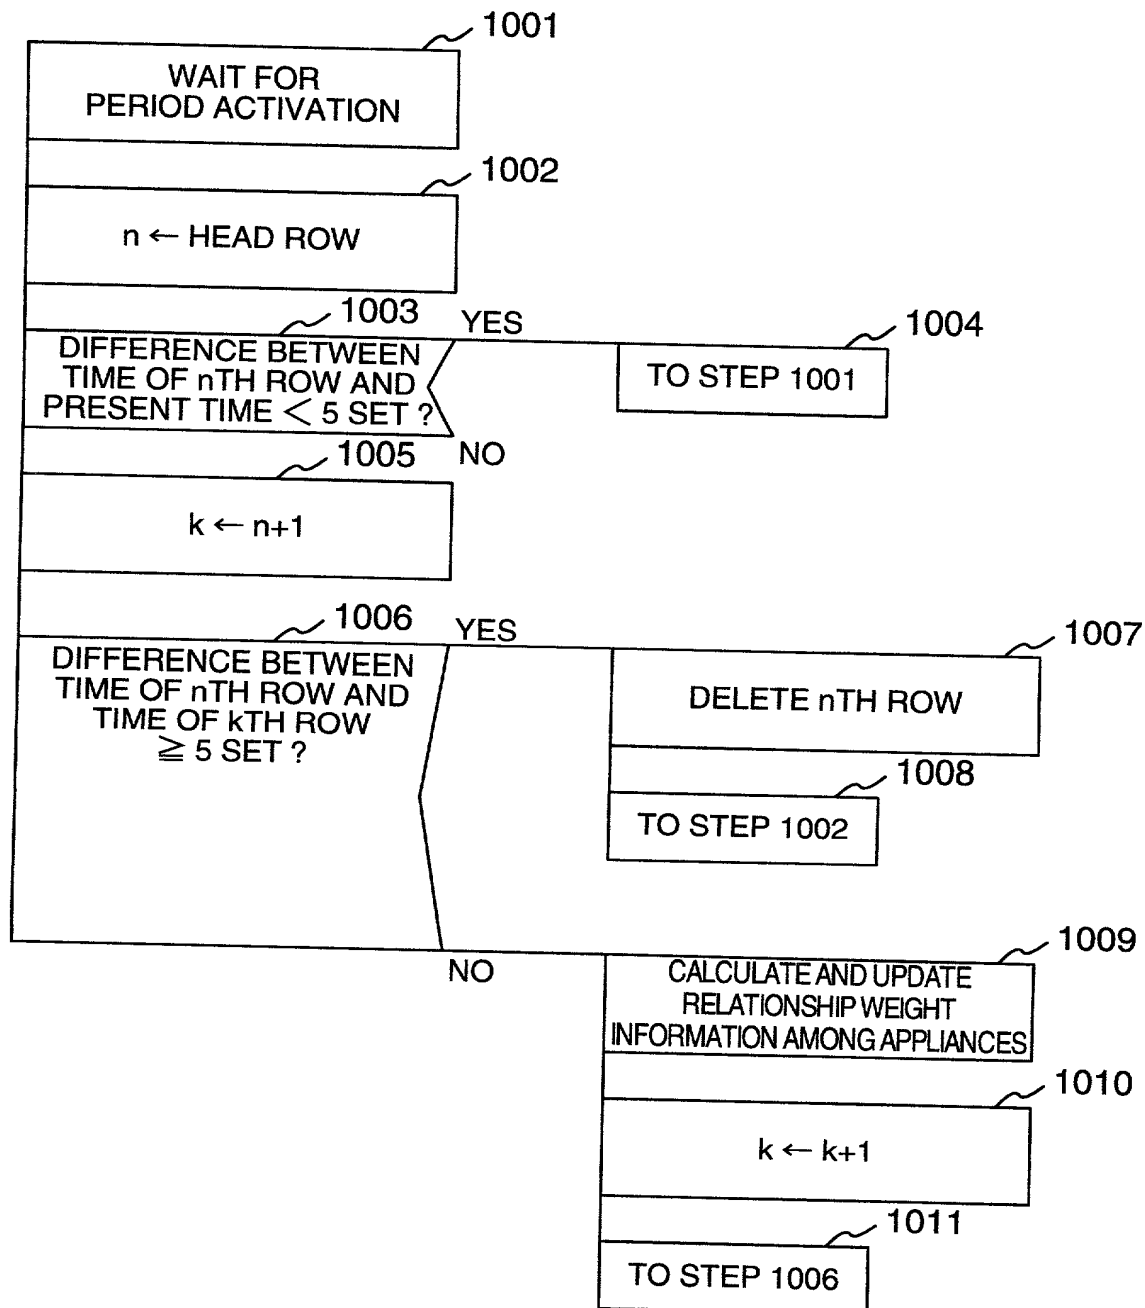 1001
WAIT FOR
PERIOD ACTIVATION
1002
n ← HEAD ROW
1003
YES
DIFFERENCE BETWEEN
TIME OF nTH ROW AND
PRESENT TIME < 5 SET ?
1004
TO STEP 1001
NO
1005
k ← n+1
1006
YES
DIFFERENCE BETWEEN
TIME OF nTH ROW AND
TIME OF kTH ROW
≧ 5 SET ?
1007
DELETE nTH ROW
1008
TO STEP 1002
NO
1009
CALCULATE AND UPDATE
RELATIONSHIP WEIGHT
INFORMATION AMONG APPLIANCES
1010
k ← k+1
1011
TO STEP 1006